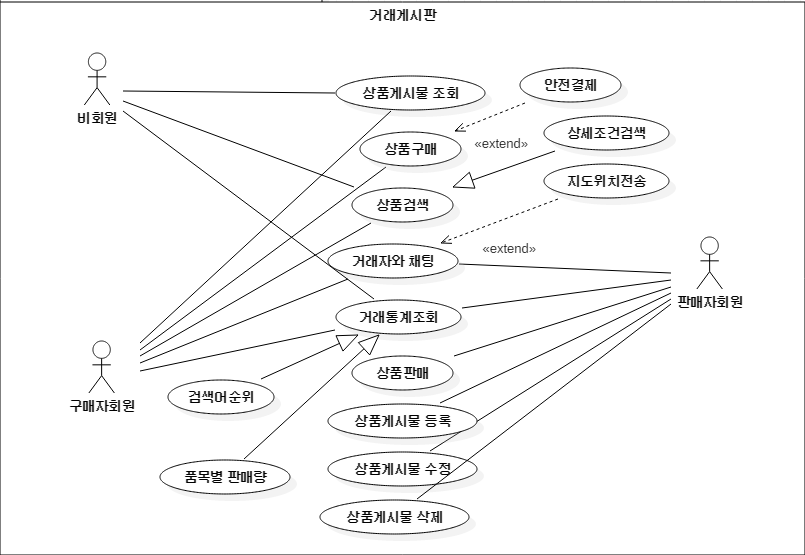 거래게시판
비회원
상품게시물 조회
안전결제
상품구매
«extend»
상세조건검색
상품검색
지도위치전송
거래자와 채팅
«extend»
판매자회원
거래통계조회
구매자회원
상품판매
검색어순위
상품게시물 등록
품목별 판매량
상품게시물 수정
상품게시물 삭제